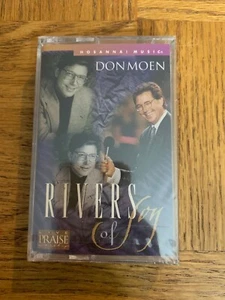 HOSANNA! MUSIC
DON MOEN
RIVERS
of Joy
PRAISE